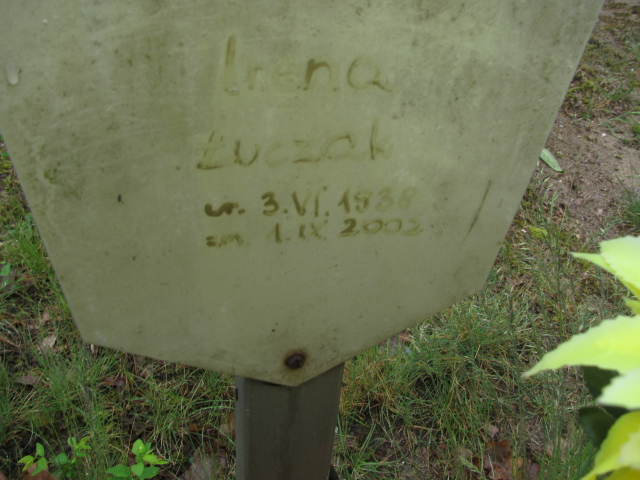 Irena
Łuczak
ur. 3.VI.1938
zm. 1.IX.2002